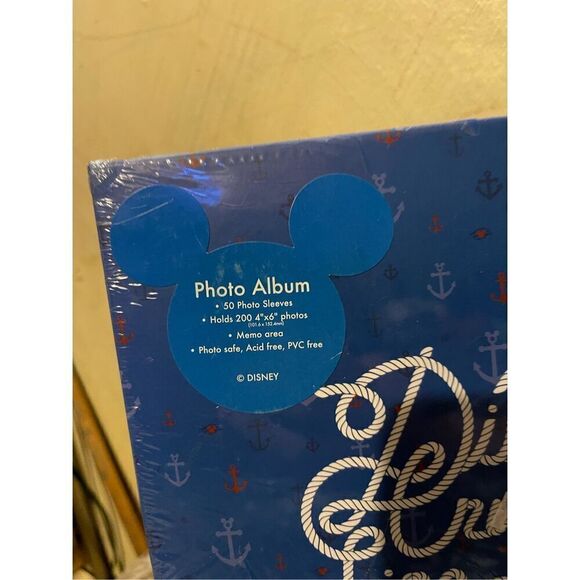 Photo Album
• 50 Photo Sleeves
• Holds 200 4"x6" photos
(101.6 x 152.4mm)
• Memo area
• Photo safe, Acid free, PVC free
© DISNEY